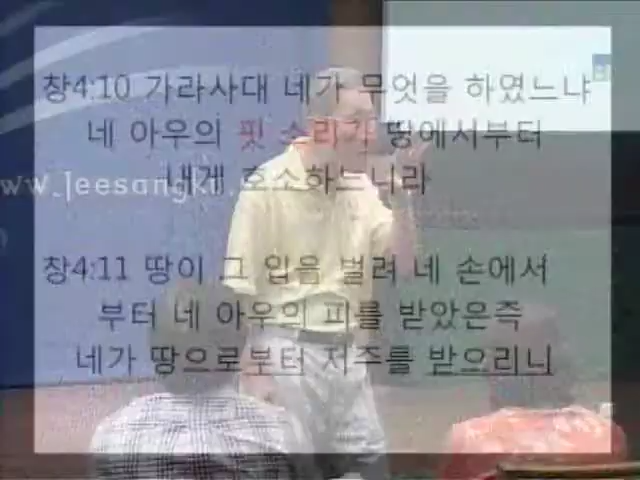 창4:10 가라사대 네가 무엇을 하였느냐
네 아우의 핏 소리가 땅에서부터
내게 호소하느니라
www.leesangki.
창4:11 땅이 그 입을 벌려 네 손에서
부터 네 아우의 피를 받았은즉
네가 땅으로부터 저주를 받으리니